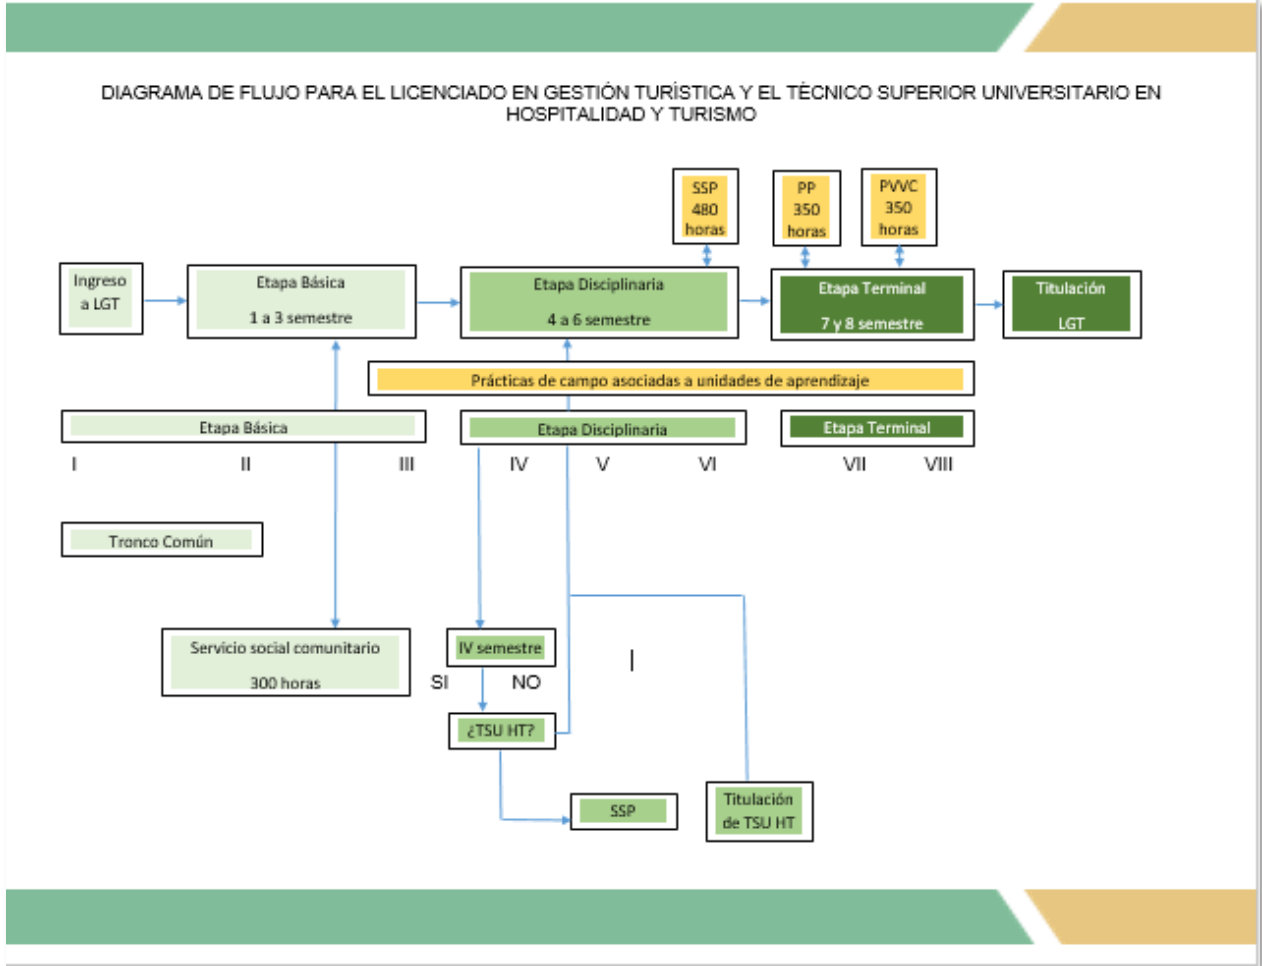 DIAGRAMA DE FLUJO PARA EL LICENCIADO EN GESTIÓN TURÍSTICA Y EL TÉCNICO SUPERIOR UNIVERSITARIO EN
HOSPITALIDAD Y TURISMO
SSP
480
horas
PP
350
horas
PVVC
350
horas
Ingreso
a LGT
Etapa Básica
1 a 3 semestre
Etapa Disciplinaria
4 a 6 semestre
Etapa Terminal
7 y 8 semestre
Titulación
LGT
Prácticas de campo asociadas a unidades de aprendizaje
Etapa Básica
Etapa Disciplinaria
Etapa Terminal
I II III IV V VI VII VIII
Tronco Común
Servicio social comunitario
300 horas
IV semestre
SI NO
¿TSU HT?
SSP
Titulación
de TSU HT